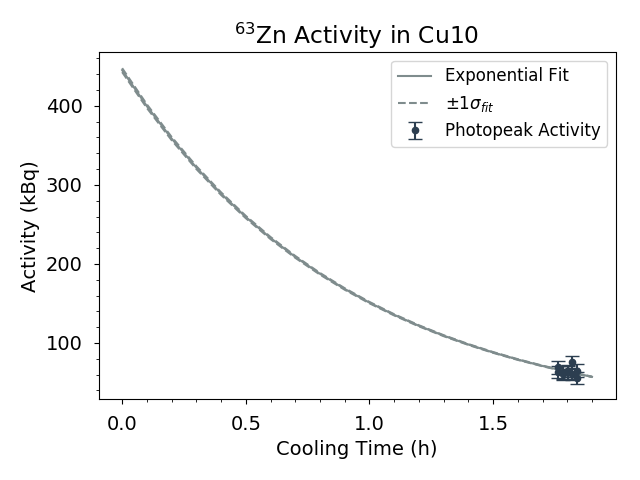 ⁶³Zn Activity in Cu10
Exponential Fit
±1σ_fit
Photopeak Activity
Activity (kBq)
400
300
200
100
0.0 0.5 1.0 1.5
Cooling Time (h)